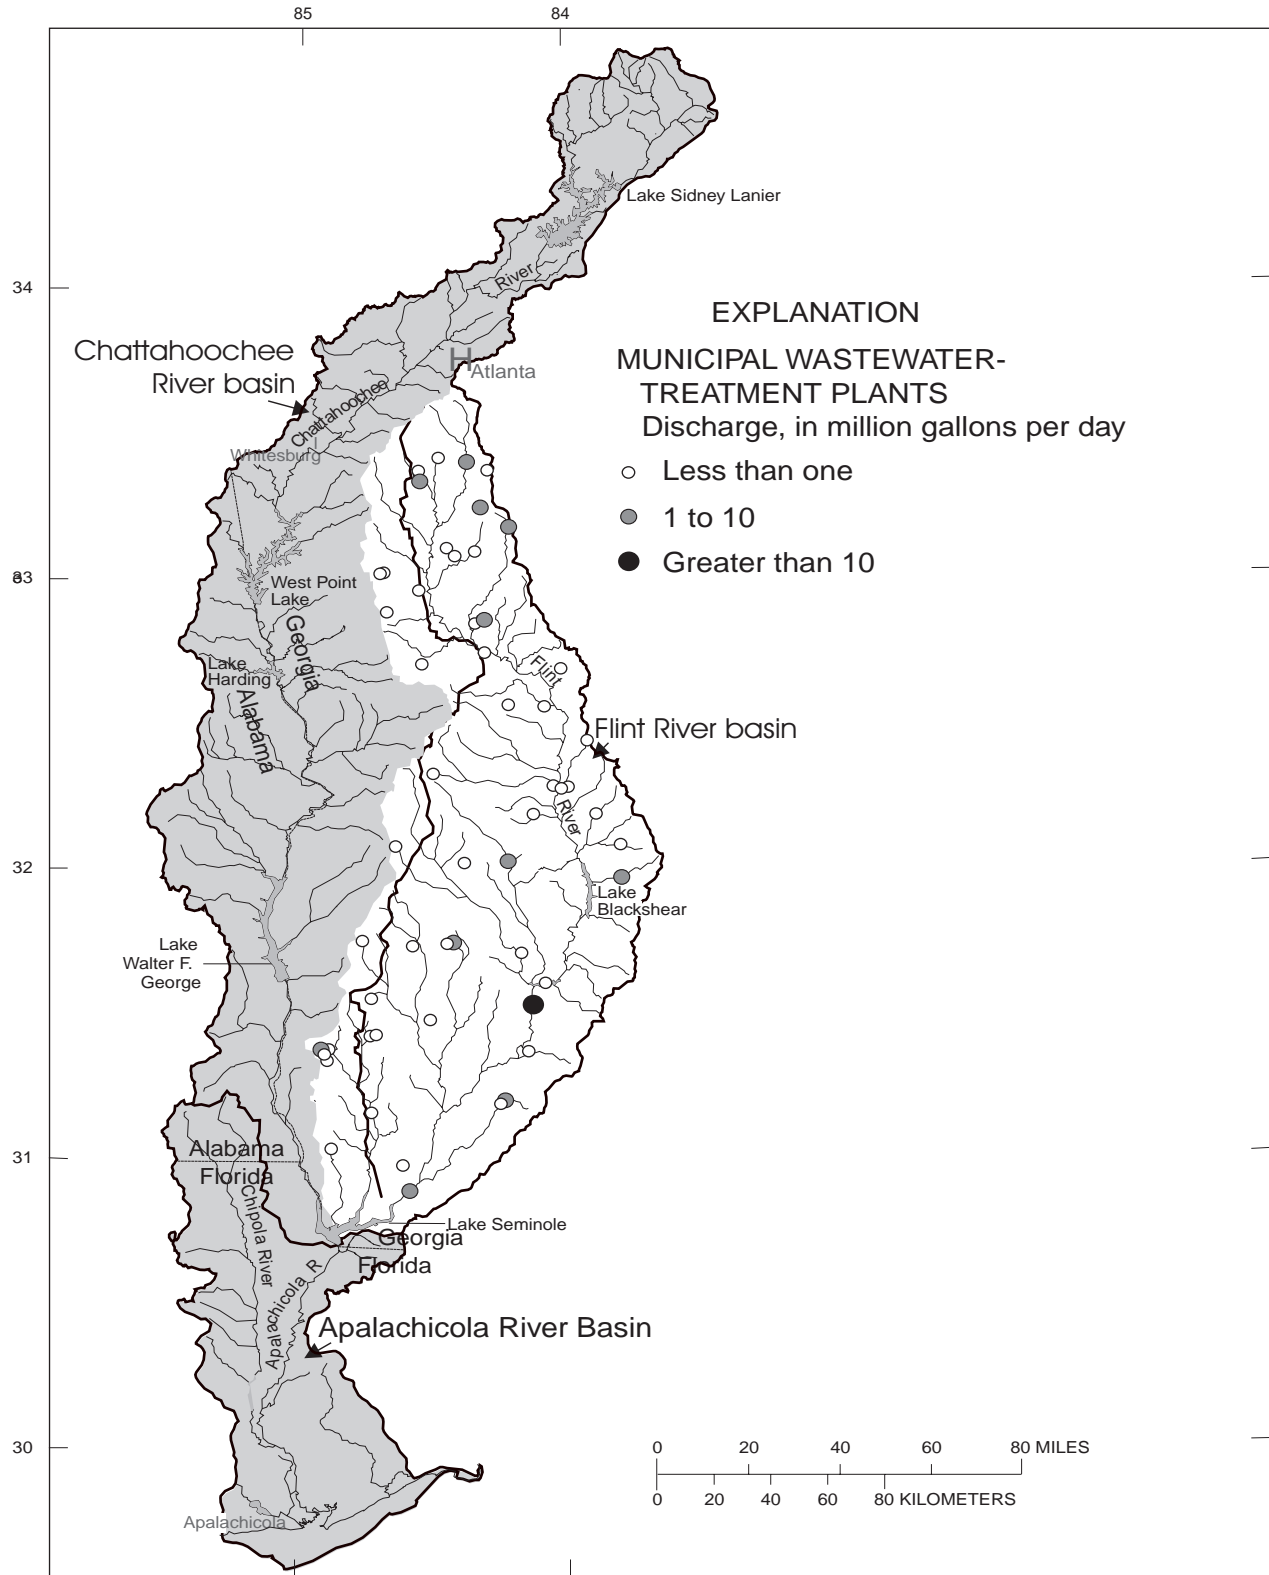 85
84
Lake Sidney Lanier
River
34
EXPLANATION
MUNICIPAL WASTEWATER-
TREATMENT PLANTS
Discharge, in million gallons per day
Less than one
1 to 10
Greater than 10
Chattahoochee
River basin
H
Atlanta
Chattahoochee
Whitesburg
33
West Point
Lake
Georgia
Lake
Harding
Alabama
Flint
Flint River basin
River
32
Lake
Blackshear
Lake
Walter F.
George
31
Alabama
Florida
Chipola River
Lake Seminole
Georgia
Florida
Apalachicola R
Apalachicola River Basin
30
0 20 40 60 80 MILES
0 20 40 60 80 KILOMETERS
Apalachicola